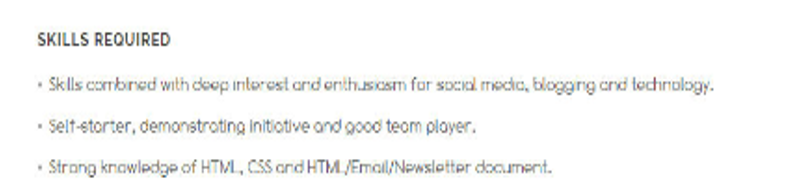 SKILLS REQUIRED
• Skills combined with deep interest and enthusiasm for social media, blogging and technology.
• Self-starter, demonstrating initiative and good team player.
• Strong knowledge of HTML, CSS and HTML/Email/Newsletter document.